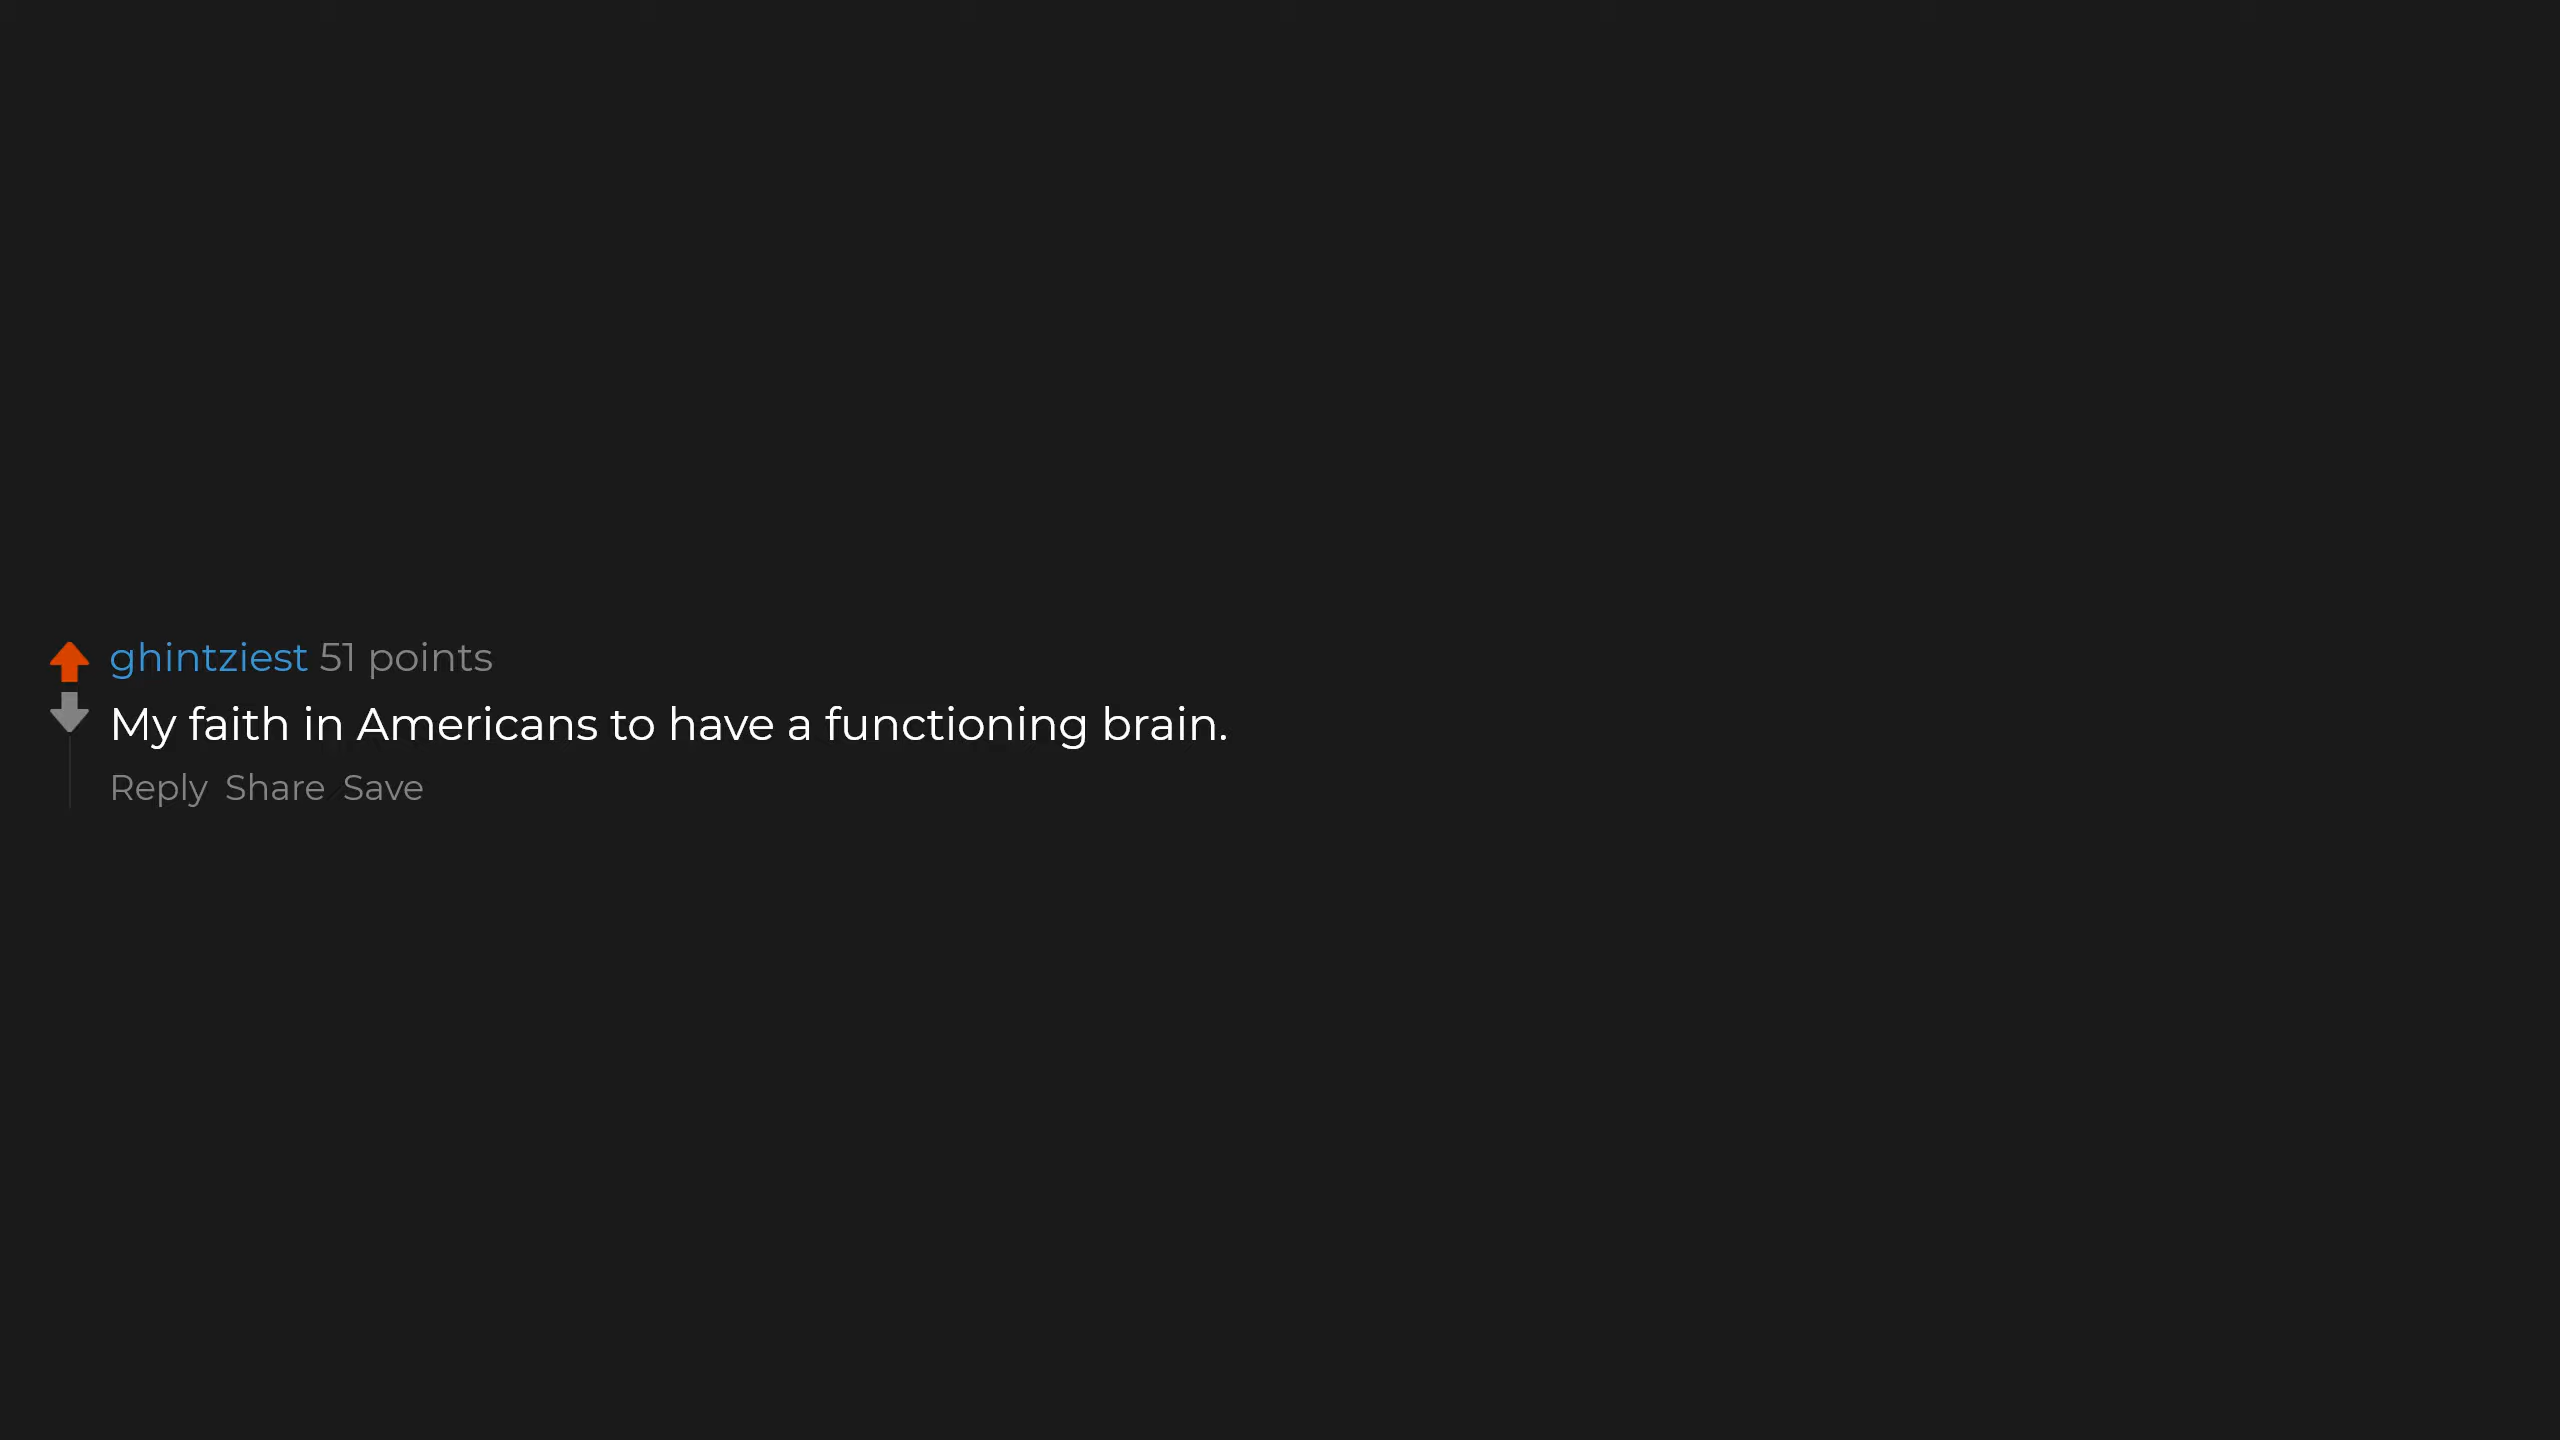 ghintziest 51 points
My faith in Americans to have a functioning brain.
Reply Share Save